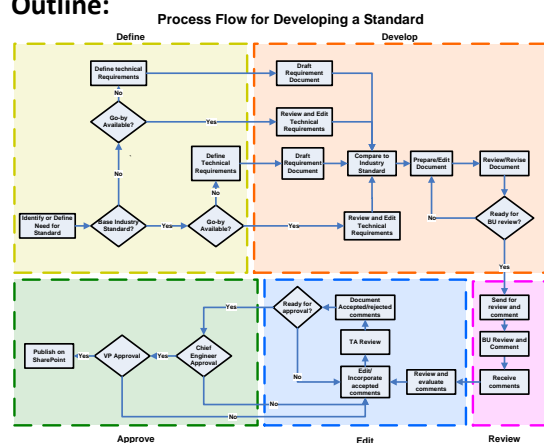 Outline:
Process Flow for Developing a Standard
Define
Develop
Define technical
Requirements
Draft
Requirement
Document
No
Go-by
Available?
Yes
Review and Edit
Technical
Requirements
No
Define
Technical
Requirements
Draft
Requirement
Document
Compare to
Industry
Standard
Prepare/Edit
Document
Review/Revise
Document
No
Identify or Define
Need for
Standard
Base Industry
Standard?
Yes
Go-by
Available?
Yes
Review and Edit
Technical
Requirements
No
Ready for
BU review?
Yes
Send for
review and
comment
BU Review and
Comment
Receive
comments
Review and
evaluate
comments
Edit/
Incorporate
accepted
comments
TA Review
Document
Accepted/rejected
comments
Ready for
approval?
No
Yes
Chief
Engineer
Approval
No
Yes
VP Approval
No
Yes
Publish on
SharePoint
Approve
Edit
Review